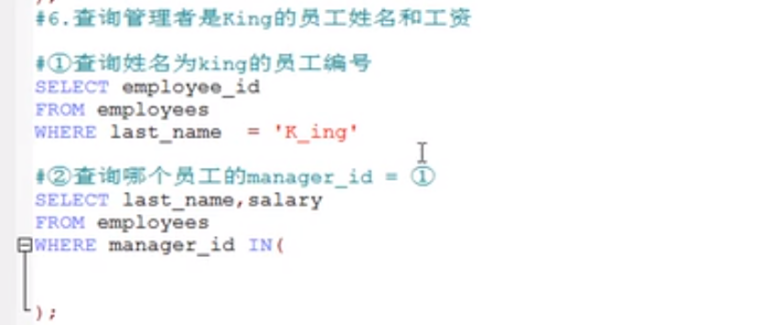 #6.查询管理者是King的员工姓名和工资
#①查询姓名为king的员工编号
SELECT employee_id
FROM employees
WHERE last_name  = 'K_ing'
#②查询哪个员工的manager_id = ①
SELECT last_name,salary
FROM employees
WHERE manager_id IN(
);